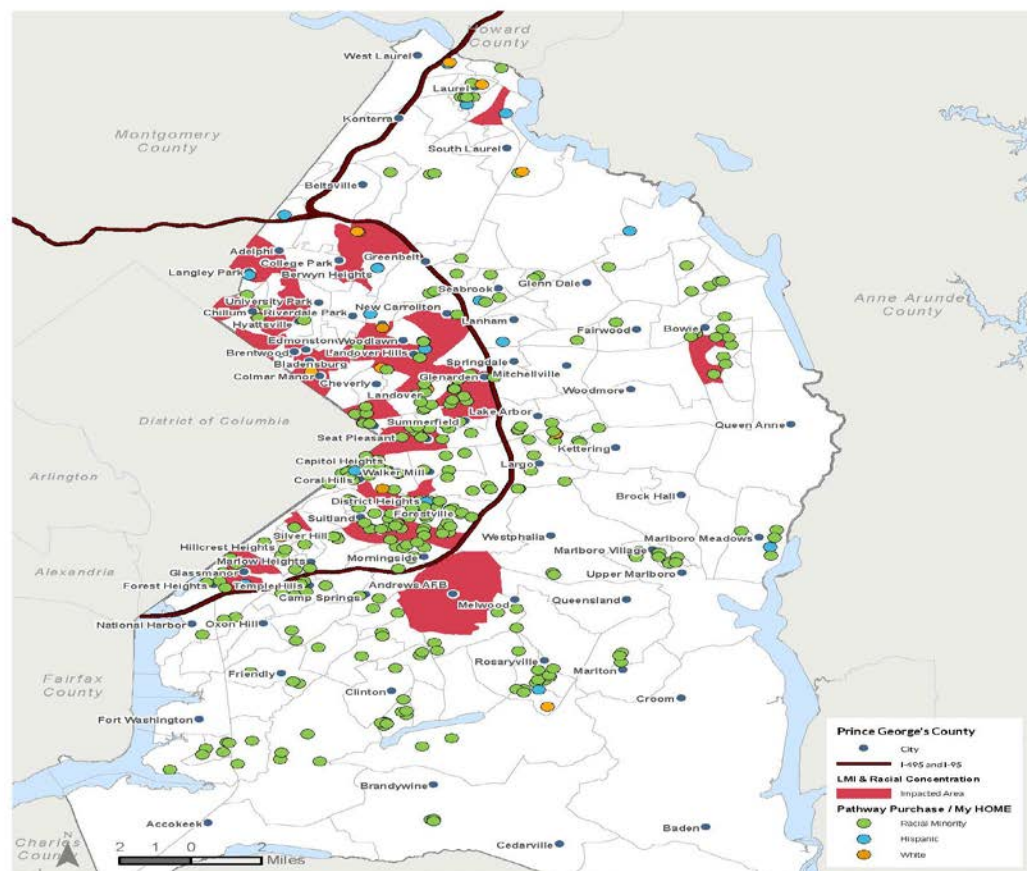 Howard
County
West Laurel
Laurel
Konterra
Montgomery
County
South Laurel
Beltsville
Adelphi
College Park
Greenbelt
Langley Park
Berwyn Heights
Seabrook
Glenn Dale
University Park
New Carrollton
Chillum
Riverdale Park
Lanham
Anne Arundel
County
Hyattsville
Fairwood
Bowie
Edmonston
Woodlawn
Brentwood
Landover Hills
Bladensburg
Springdale
Colmar Manor
Glenarden
Mitchellville
Cheverly
Landover
Woodmore
District of Columbia
Lake Arbor
Summerfield
Queen Anne
Seat Pleasant
Kettering
Capitol Heights
Largo
Arlington
Walker Mill
Coral Hills
Brock Hall
District Heights
Forestville
Suitland
Silver Hill
Westphalia
Marlboro Meadows
Hillcrest Heights
Morningside
Marlboro Village
Marlow Heights
Alexandria
Glassmanor
Upper Marlboro
Forest Heights
Temple Hills
Andrews AFB
Camp Springs
Melwood
Queensland
National Harbor
Oxon Hill
Rosaryville
Marlton
Friendly
Fairfax
County
Clinton
Croom
Fort Washington
Brandywine
Accokeek
Baden
Cedarville
Charles
County
N
2 1 0 2
Miles
Prince George's County
City
I-495 and I-95
LMI & Racial Concentration
Impacted Area
Pathway Purchase / My HOME
Racial Minority
Hispanic
White